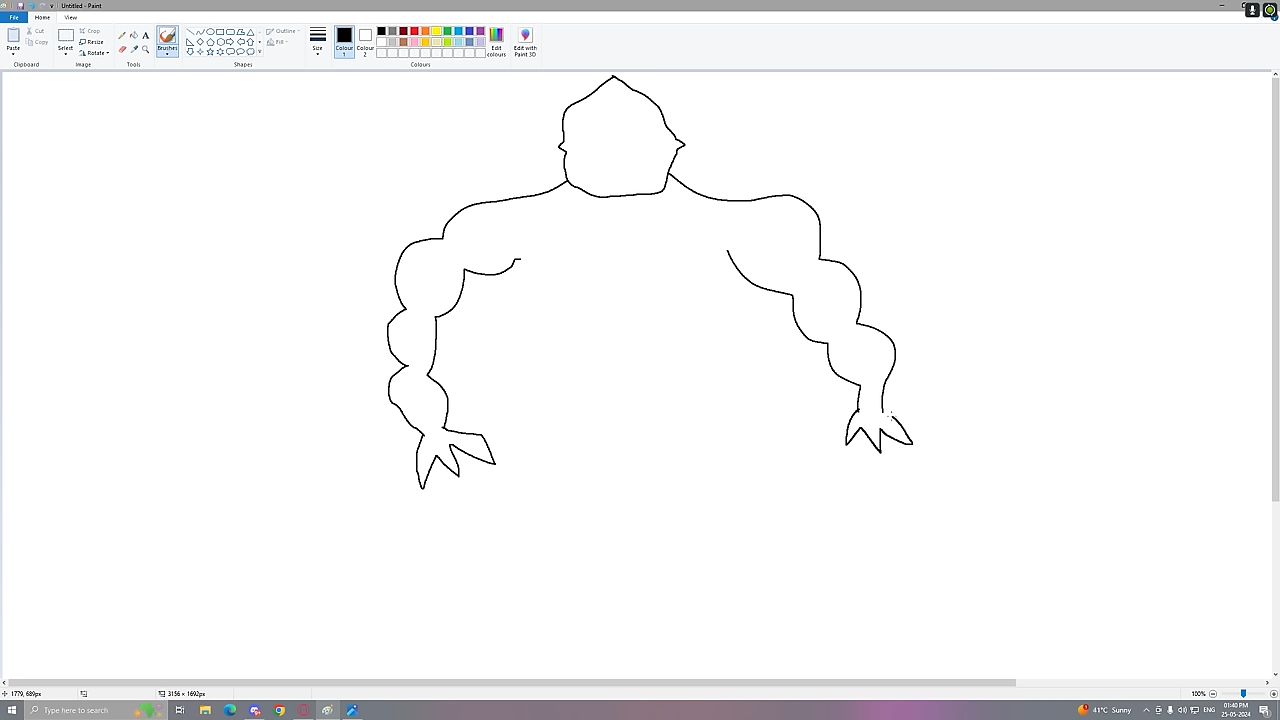 Untitled - Paint
File Home View
Paste Cut Copy Clipboard
Select Crop Resize Rotate Image
A Tools
Brushes
Outline Fill Shapes
Size
Colour 1 Colour 2 Edit colours Colours
Edit with Paint 3D
1779, 689px 3156 × 1692px 100%
Type here to search 41°C Sunny ENG 01:40 PM 25-05-2024